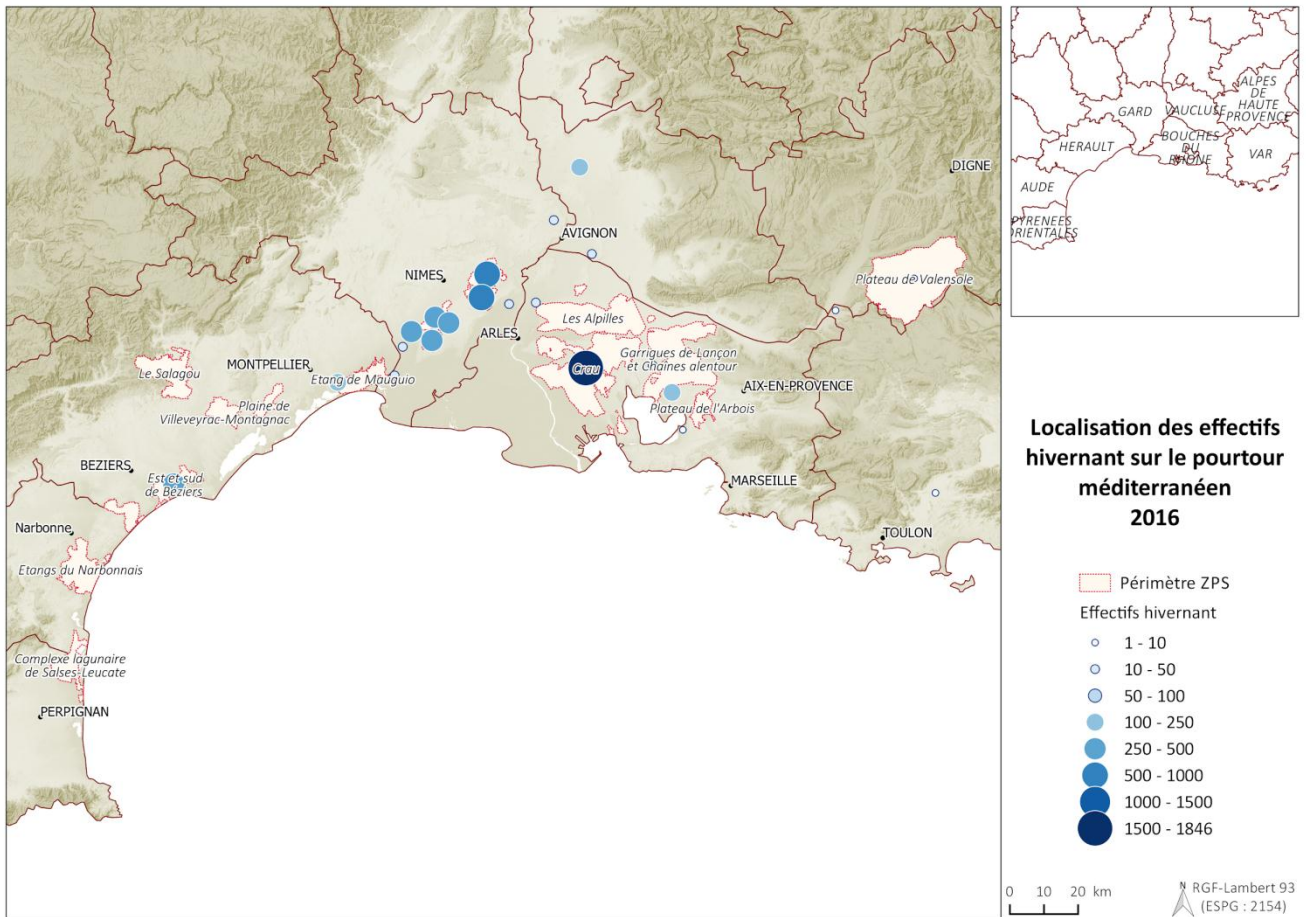 DIGNE
AVIGNON
NIMES
Plateau de Valensole
Les Alpilles
ARLES
MONTPELLIER
Le Salagou
Etang de Mauguio
Crau
Garrigues de Lançon
et Chaines alentour
AIX-EN-PROVENCE
Plaine de
Villeveyrac-Montagnac
Plateau de l'Arbois
BEZIERS
Est et sud
de Béziers
MARSEILLE
Narbonne
TOULON
Etangs du Narbonnais
Complexe lagunaire
de Salses-Leucate
PERPIGNAN
ALPES
DE
HAUTE
PROVENCE
GARD
VAUCLUSE
BOUCHES
DU
RHONE
HERAULT
VAR
AUDE
PYRENEES
ORIENTALES
Localisation des effectifs
hivernant sur le pourtour
méditerranéen
2016
Périmètre ZPS
Effectifs hivernant
1 - 10
10 - 50
50 - 100
100 - 250
250 - 500
500 - 1000
1000 - 1500
1500 - 1846
0 10 20 km
N
RGF-Lambert 93
(ESPG : 2154)